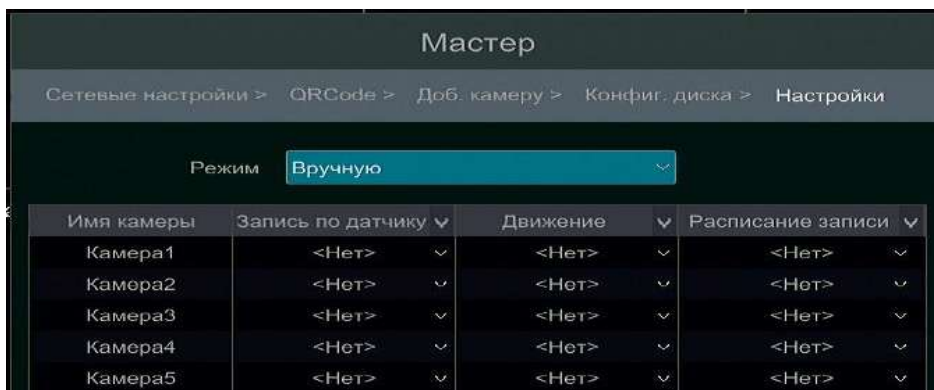 Мастер
Сетевые настройки > QRCode > Доб. камеру > Конфиг. диска > Настройки
Режим Вручную
Имя камеры Запись по датчику Движение Расписание записи
Камера1 <Нет> <Нет> <Нет>
Камера2 <Нет> <Нет> <Нет>
Камера3 <Нет> <Нет> <Нет>
Камера4 <Нет> <Нет> <Нет>
Камера5 <Нет> <Нет> <Нет>